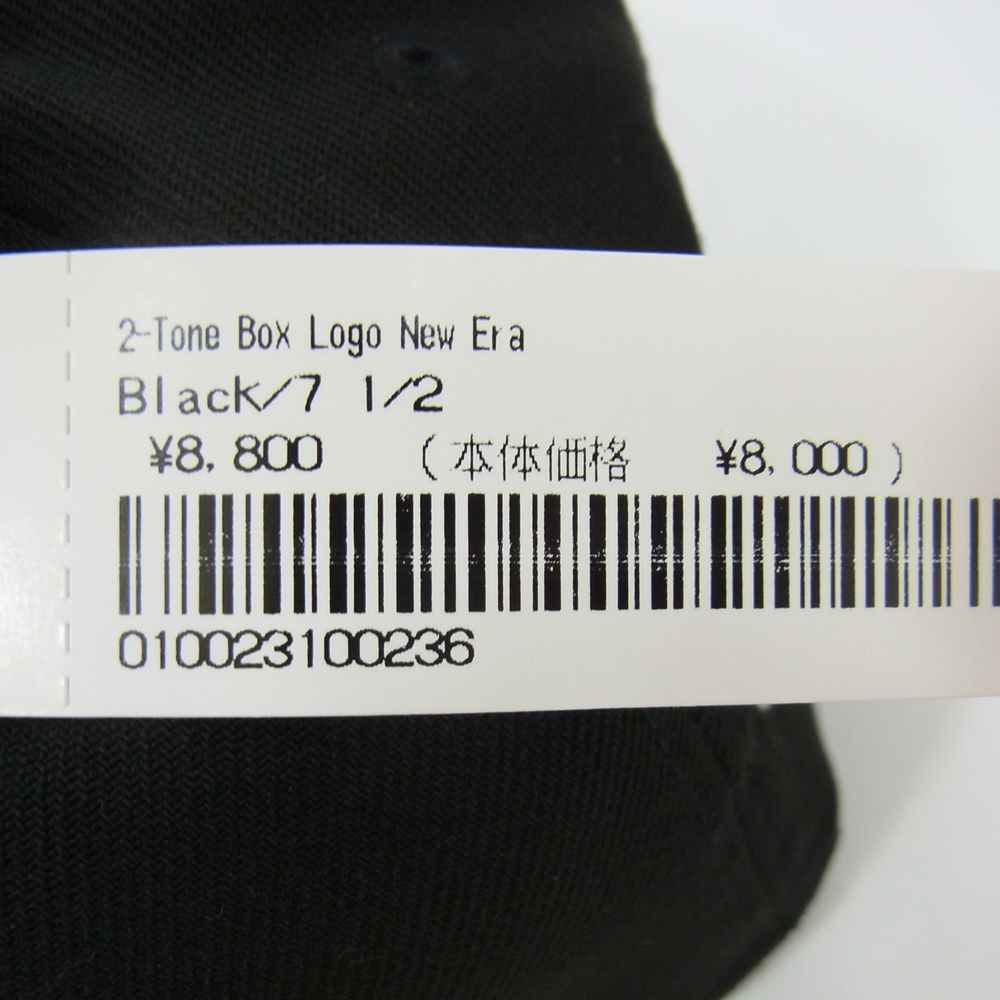 2-Tone Box Logo New Era
Black/7 1/2
¥8,800 (本体価格 ¥8,000)
010023100236